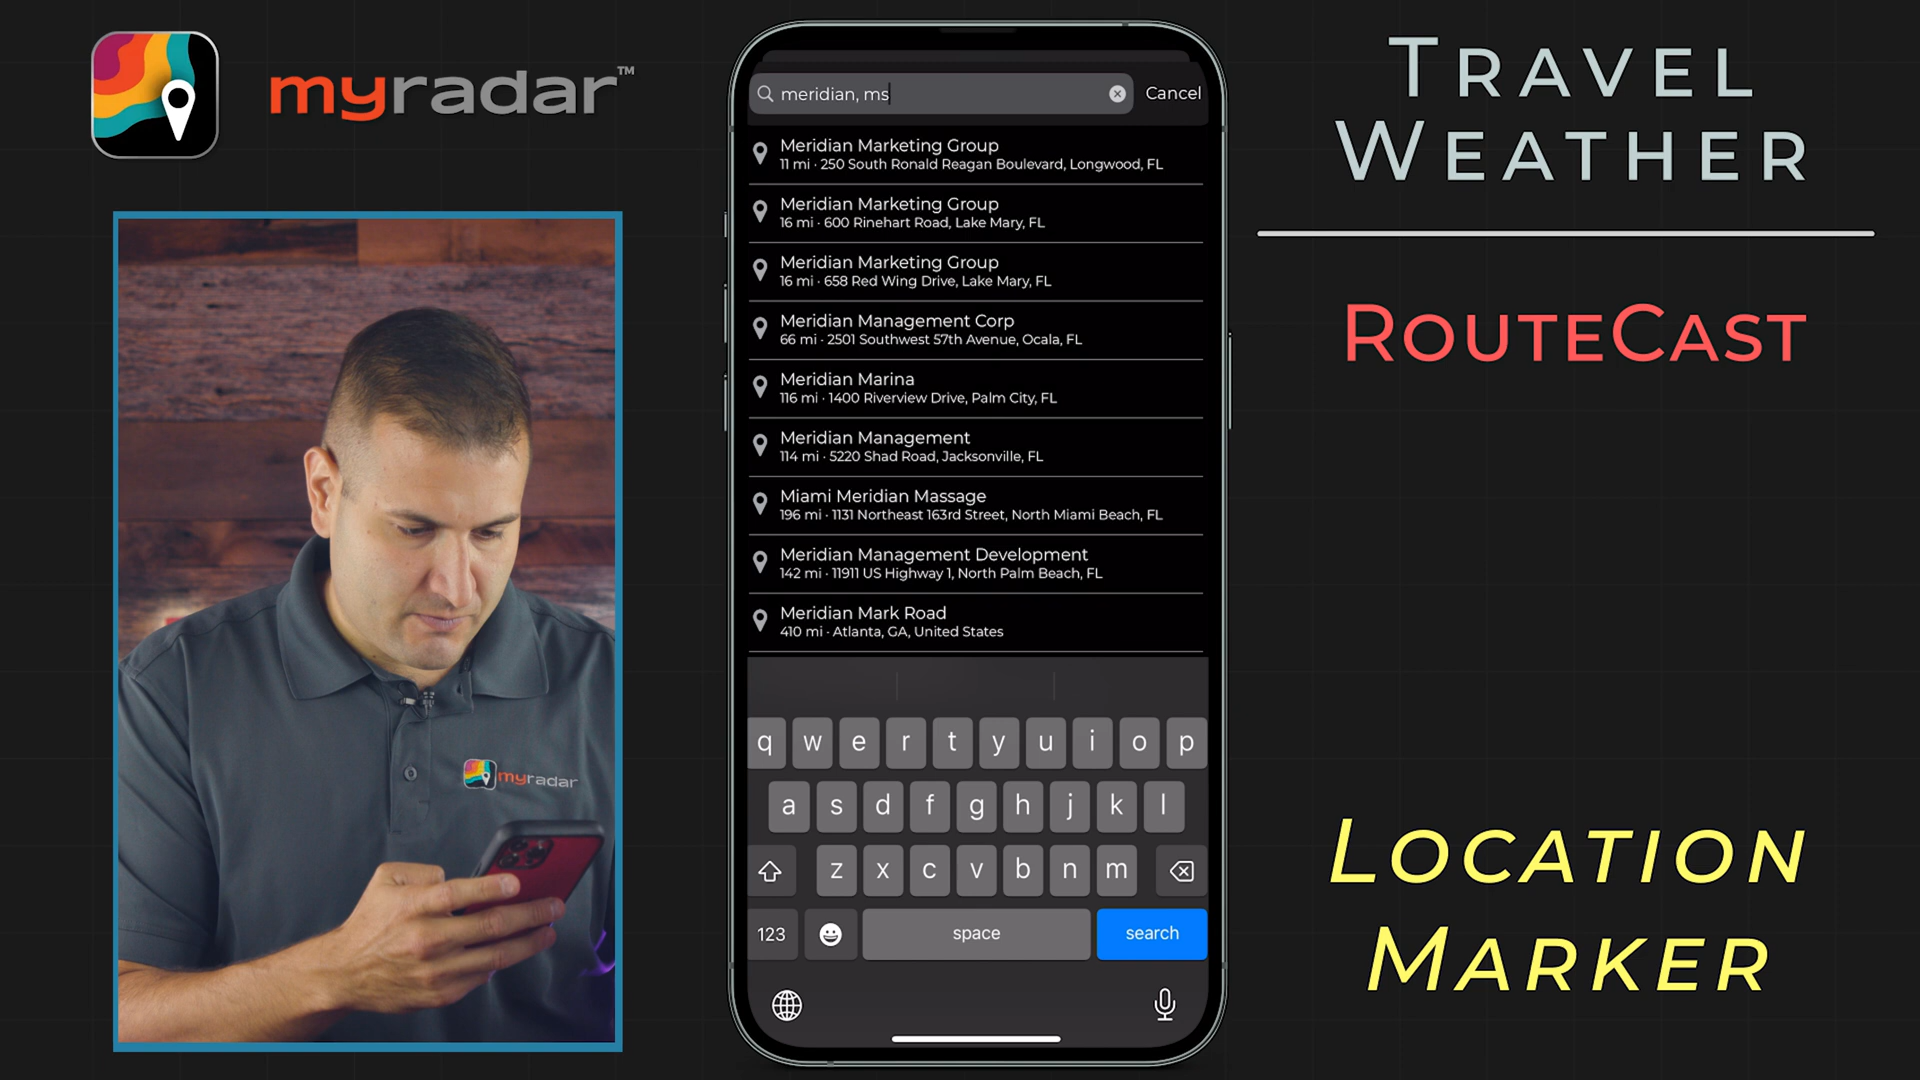 myradar™
meridian, ms
Cancel
Meridian Marketing Group
11 mi · 250 South Ronald Reagan Boulevard, Longwood, FL
Meridian Marketing Group
16 mi · 600 Rinehart Road, Lake Mary, FL
Meridian Marketing Group
16 mi · 658 Red Wing Drive, Lake Mary, FL
Meridian Management Corp
66 mi · 2501 Southwest 57th Avenue, Ocala, FL
Meridian Marina
116 mi · 1400 Riverview Drive, Palm City, FL
Meridian Management
114 mi · 5220 Shad Road, Jacksonville, FL
Miami Meridian Massage
196 mi · 1131 Northeast 163rd Street, North Miami Beach, FL
Meridian Management Development
142 mi · 11911 US Highway 1, North Palm Beach, FL
Meridian Mark Road
410 mi · Atlanta, GA, United States
q w e r t y u i o p
a s d f g h j k l
z x c v b n m
123 space search
Travel
Weather
RouteCast
Location
Marker
myradar